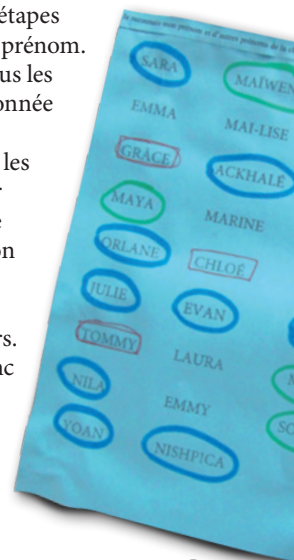 étapes
prénom.
us les
onnée
les
on
rs.
nc
SARA
MAÏWEN
EMMA
MAI-LISE
GRÂCE
ACKHALÉ
MAYA
MARINE
ORLANE
CHLOÉ
JULIE
EVAN
TOMMY
LAURA
NILA
EMMY
YOAN
NISHPICA